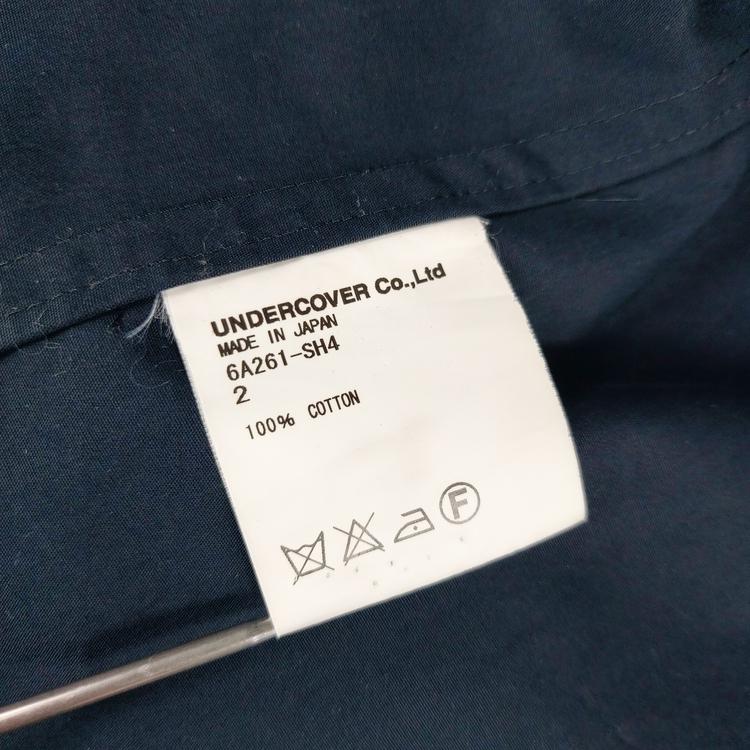 UNDERCOVER Co.,Ltd
MADE IN JAPAN
6A261-SH4
2
100% COTTON
F